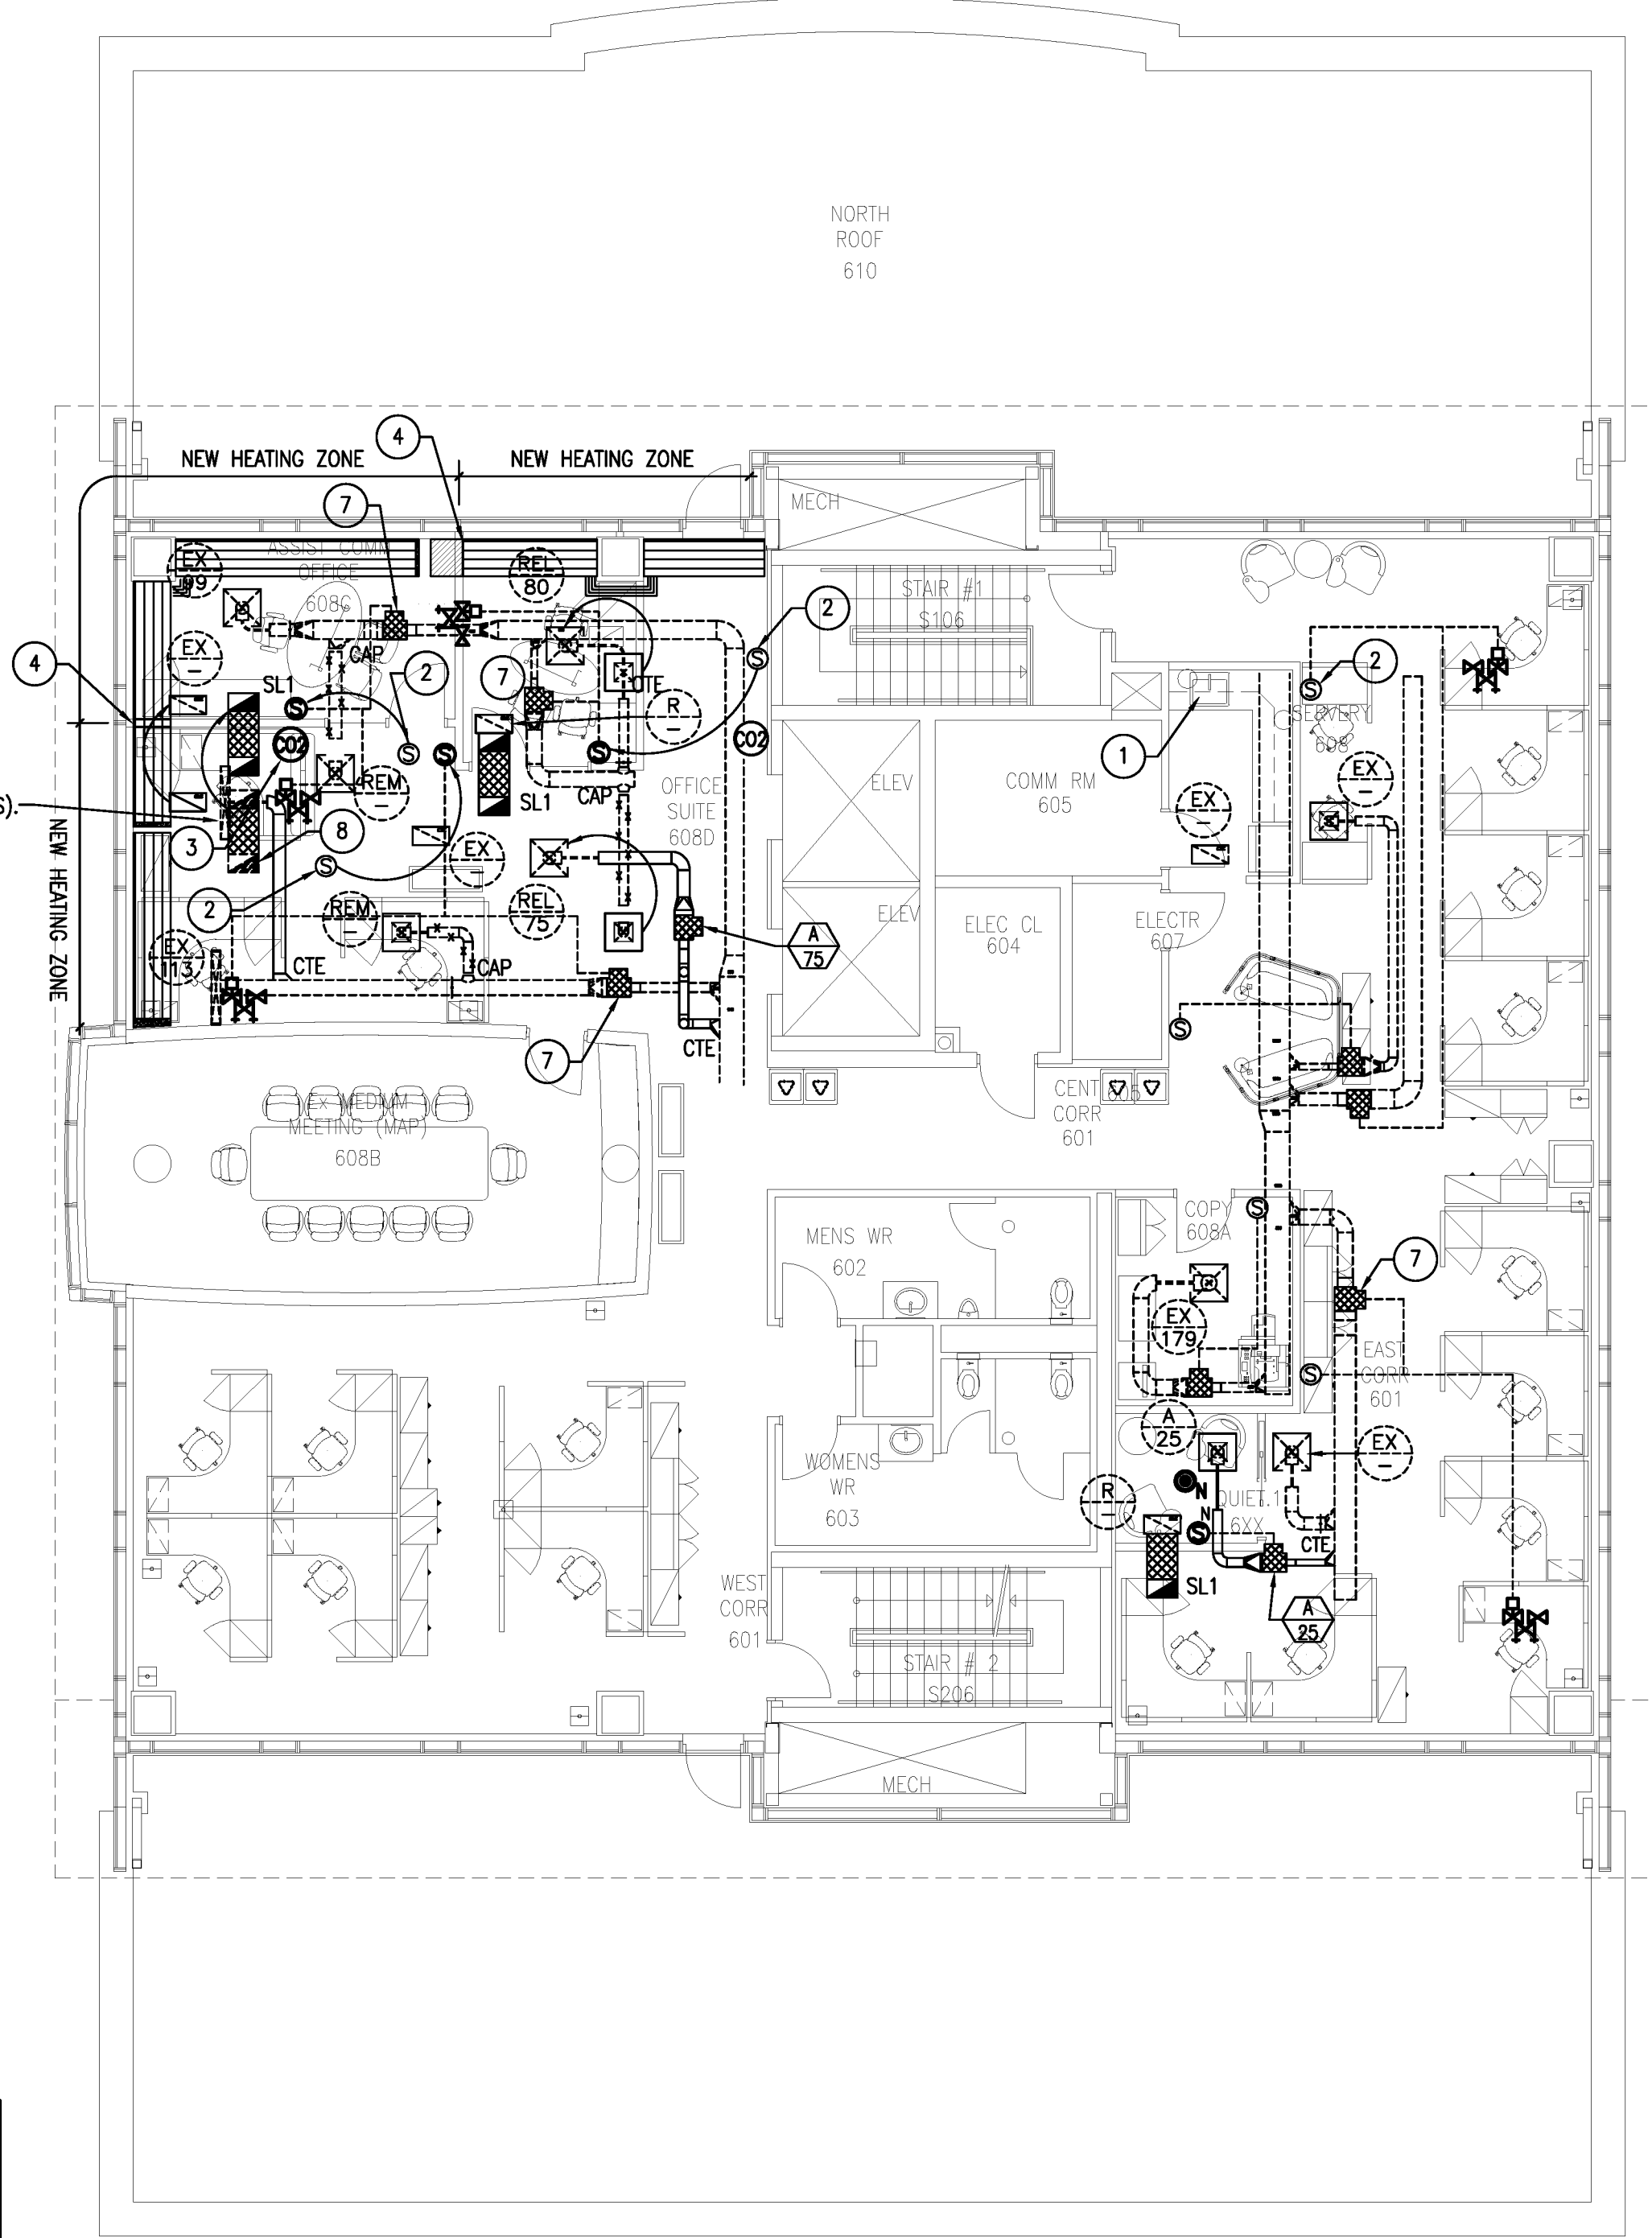 NORTH
ROOF
610
4
NEW HEATING ZONE
NEW HEATING ZONE
MECH
7
ASSIST COMM
OFFICE
608C
EX
99
REL
80
STAIR #1
S106
2
S
EX
–
CAP
4
SL1
S
2
7
CTE
R
–
S
2
SERVERY
608
1
CO2
S
S
S
CO2
REM
–
SL1
CAP
OFFICE
SUITE
608D
ELEV
COMM RM
605
EX
–
EX
–
S).
3
8
NEW HEATING ZONE
S
EX
–
2
REM
–
REL
75
ELEV
ELEC CL
604
ELECTR
607
A
75
EX
113
CTE
CAP
7
CTE
S
CENT
CORR
601
605
EX MEDIUM
MEETING (MAP)
608B
MENS WR
602
COPY
608A
S
7
EX
179
EAST
CORR
601
S
A
25
EX
–
WOMENS
WR
603
R
–
N
N
S
QUIET.1
6XX
CTE
SL1
A
25
WEST
CORR
601
STAIR # 2
S206
MECH